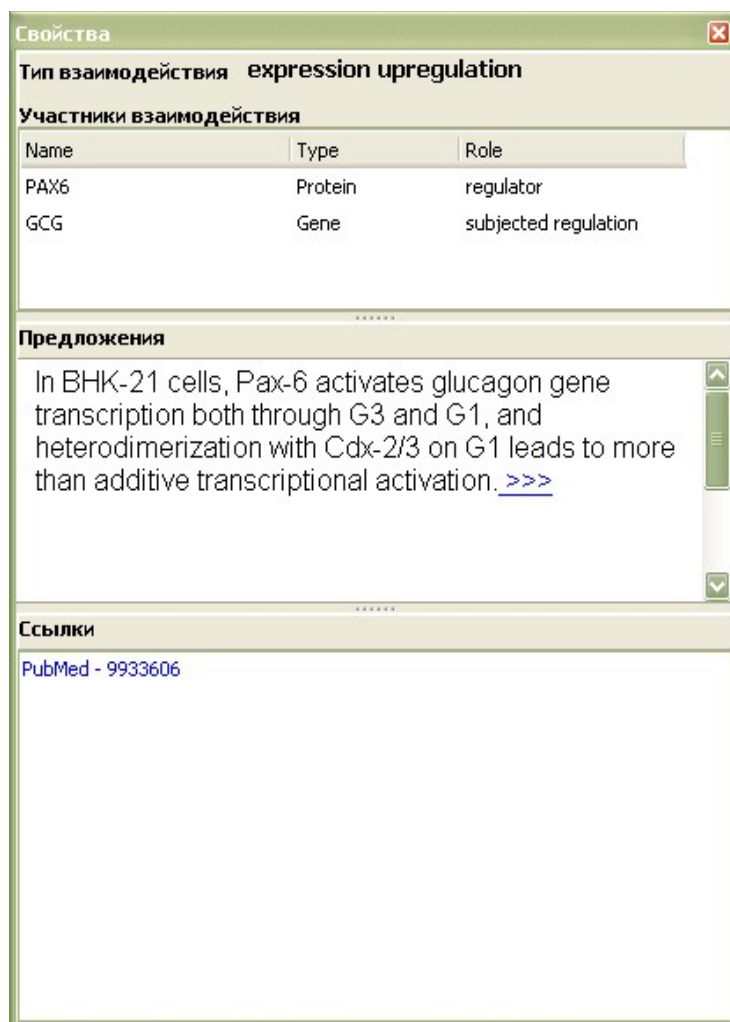 Свойства
Тип взаимодействия expression upregulation
Участники взаимодействия
Name Type Role
PAX6 Protein regulator
GCG Gene subjected regulation
Предложения
In BHK-21 cells, Pax-6 activates glucagon gene
transcription both through G3 and G1, and
heterodimerization with Cdx-2/3 on G1 leads to more
than additive transcriptional activation. >>>
Ссылки
PubMed - 9933606